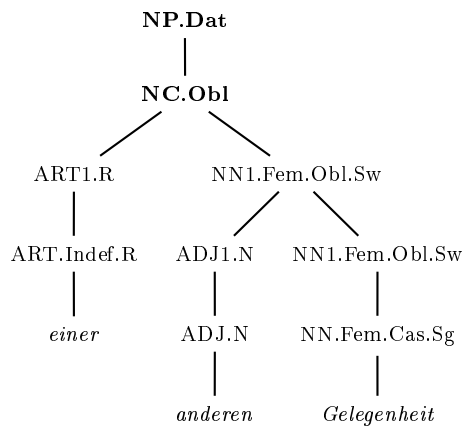 NP.Dat
NC.Obl
ART1.R NN1.Fem.Obl.Sw
ART.Indef.R ADJ1.N NN1.Fem.Obl.Sw
einer ADJ.N NN.Fem.Cas.Sg
anderen Gelegenheit